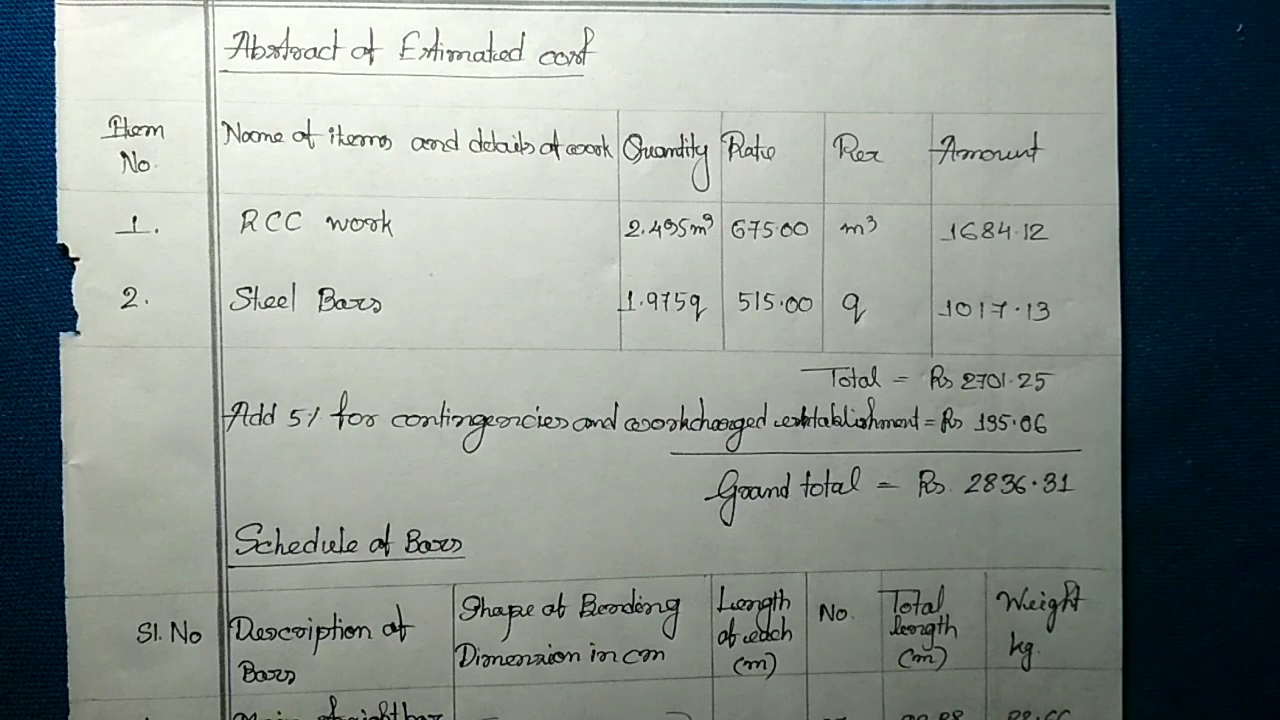 Abstract of Estimated cost
Item No. Name of items and details of work Quantity Rate Per Amount
1. RCC work 2.495m³ 675.00 m³ 1684.12
2. Steel Bars 1.975q 515.00 q 1017.13
Total = Rs 2701.25
Add 5% for contingencies and workcharged establishment = Rs 135.06
Grand total = Rs. 2836.31
Schedule of Bars
Sl. No Description of Bars Shape of Bending Dimension in cm Length of each (m) No. Total length (m) Weight kg.